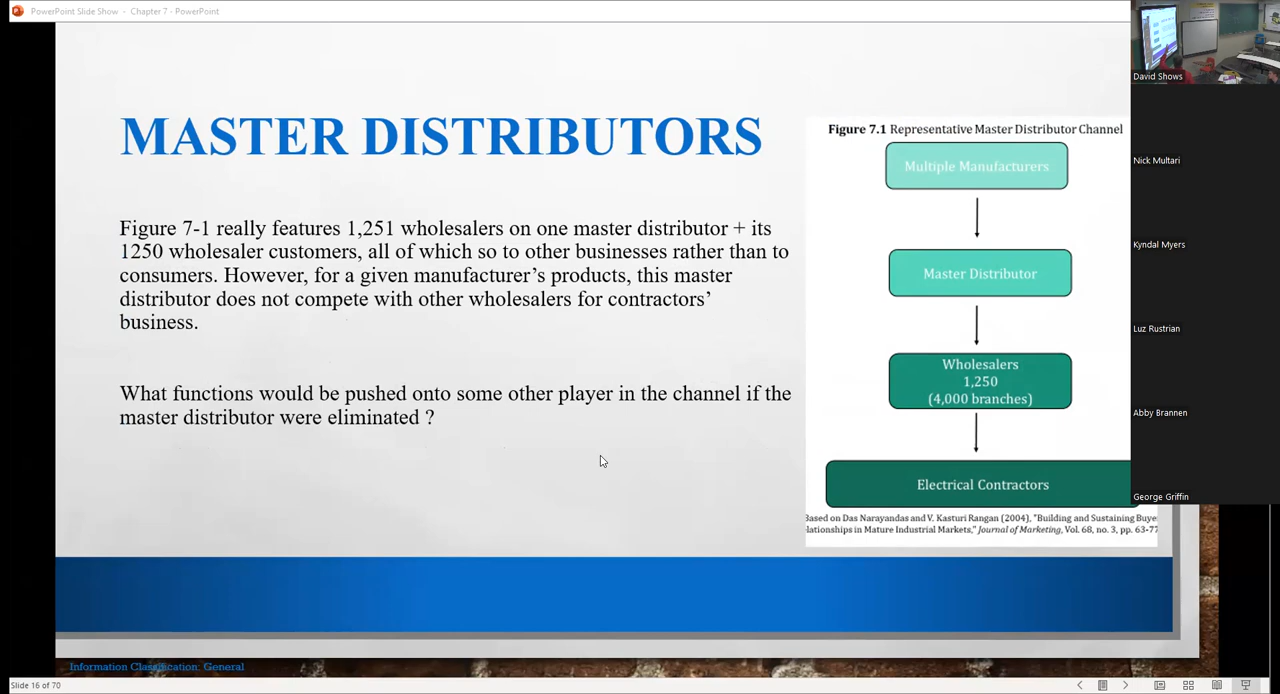 PowerPoint Slide Show - Chapter 7 - PowerPoint
MASTER DISTRIBUTORS
Figure 7-1 really features 1,251 wholesalers on one master distributor + its
1250 wholesaler customers, all of which so to other businesses rather than to
consumers. However, for a given manufacturer's products, this master
distributor does not compete with other wholesalers for contractors'
business.
What functions would be pushed onto some other player in the channel if the
master distributor were eliminated ?
Figure 7.1 Representative Master Distributor Channel
Multiple Manufacturers
Master Distributor
Wholesalers
1,250
(4,000 branches)
Electrical Contractors
Based on Das Narayandas and V. Kasturi Rangan (2004), "Building and Sustaining Buye
elationships in Mature Industrial Markets," Journal of Marketing, Vol. 68, no. 3, pp. 63-77
David Shows
Nick Multari
Kyndal Myers
Luz Rustrian
Abby Brannen
George Griffin
Information Classification: General
Slide 16 of 70